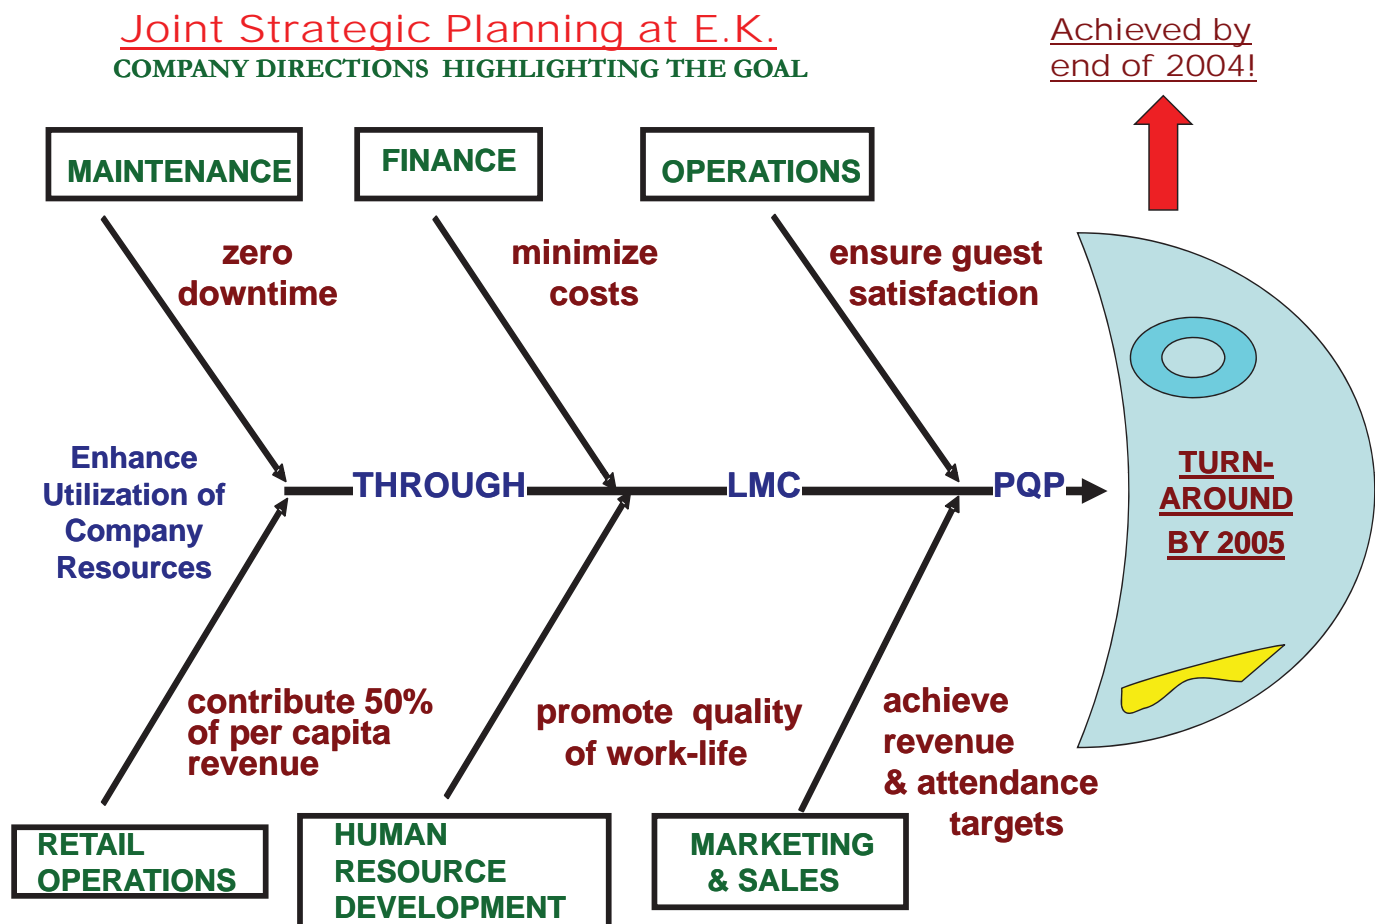 Joint Strategic Planning at E.K.
COMPANY DIRECTIONS HIGHLIGHTING THE GOAL
Achieved by
end of 2004!
MAINTENANCE
FINANCE
OPERATIONS
zero
downtime
minimize
costs
ensure guest
satisfaction
Enhance
Utilization of
Company
Resources
THROUGH
LMC
PQP
TURN-
AROUND
BY 2005
contribute 50%
of per capita
revenue
promote quality
of work-life
achieve
revenue
& attendance
targets
RETAIL
OPERATIONS
HUMAN
RESOURCE
DEVELOPMENT
MARKETING
& SALES